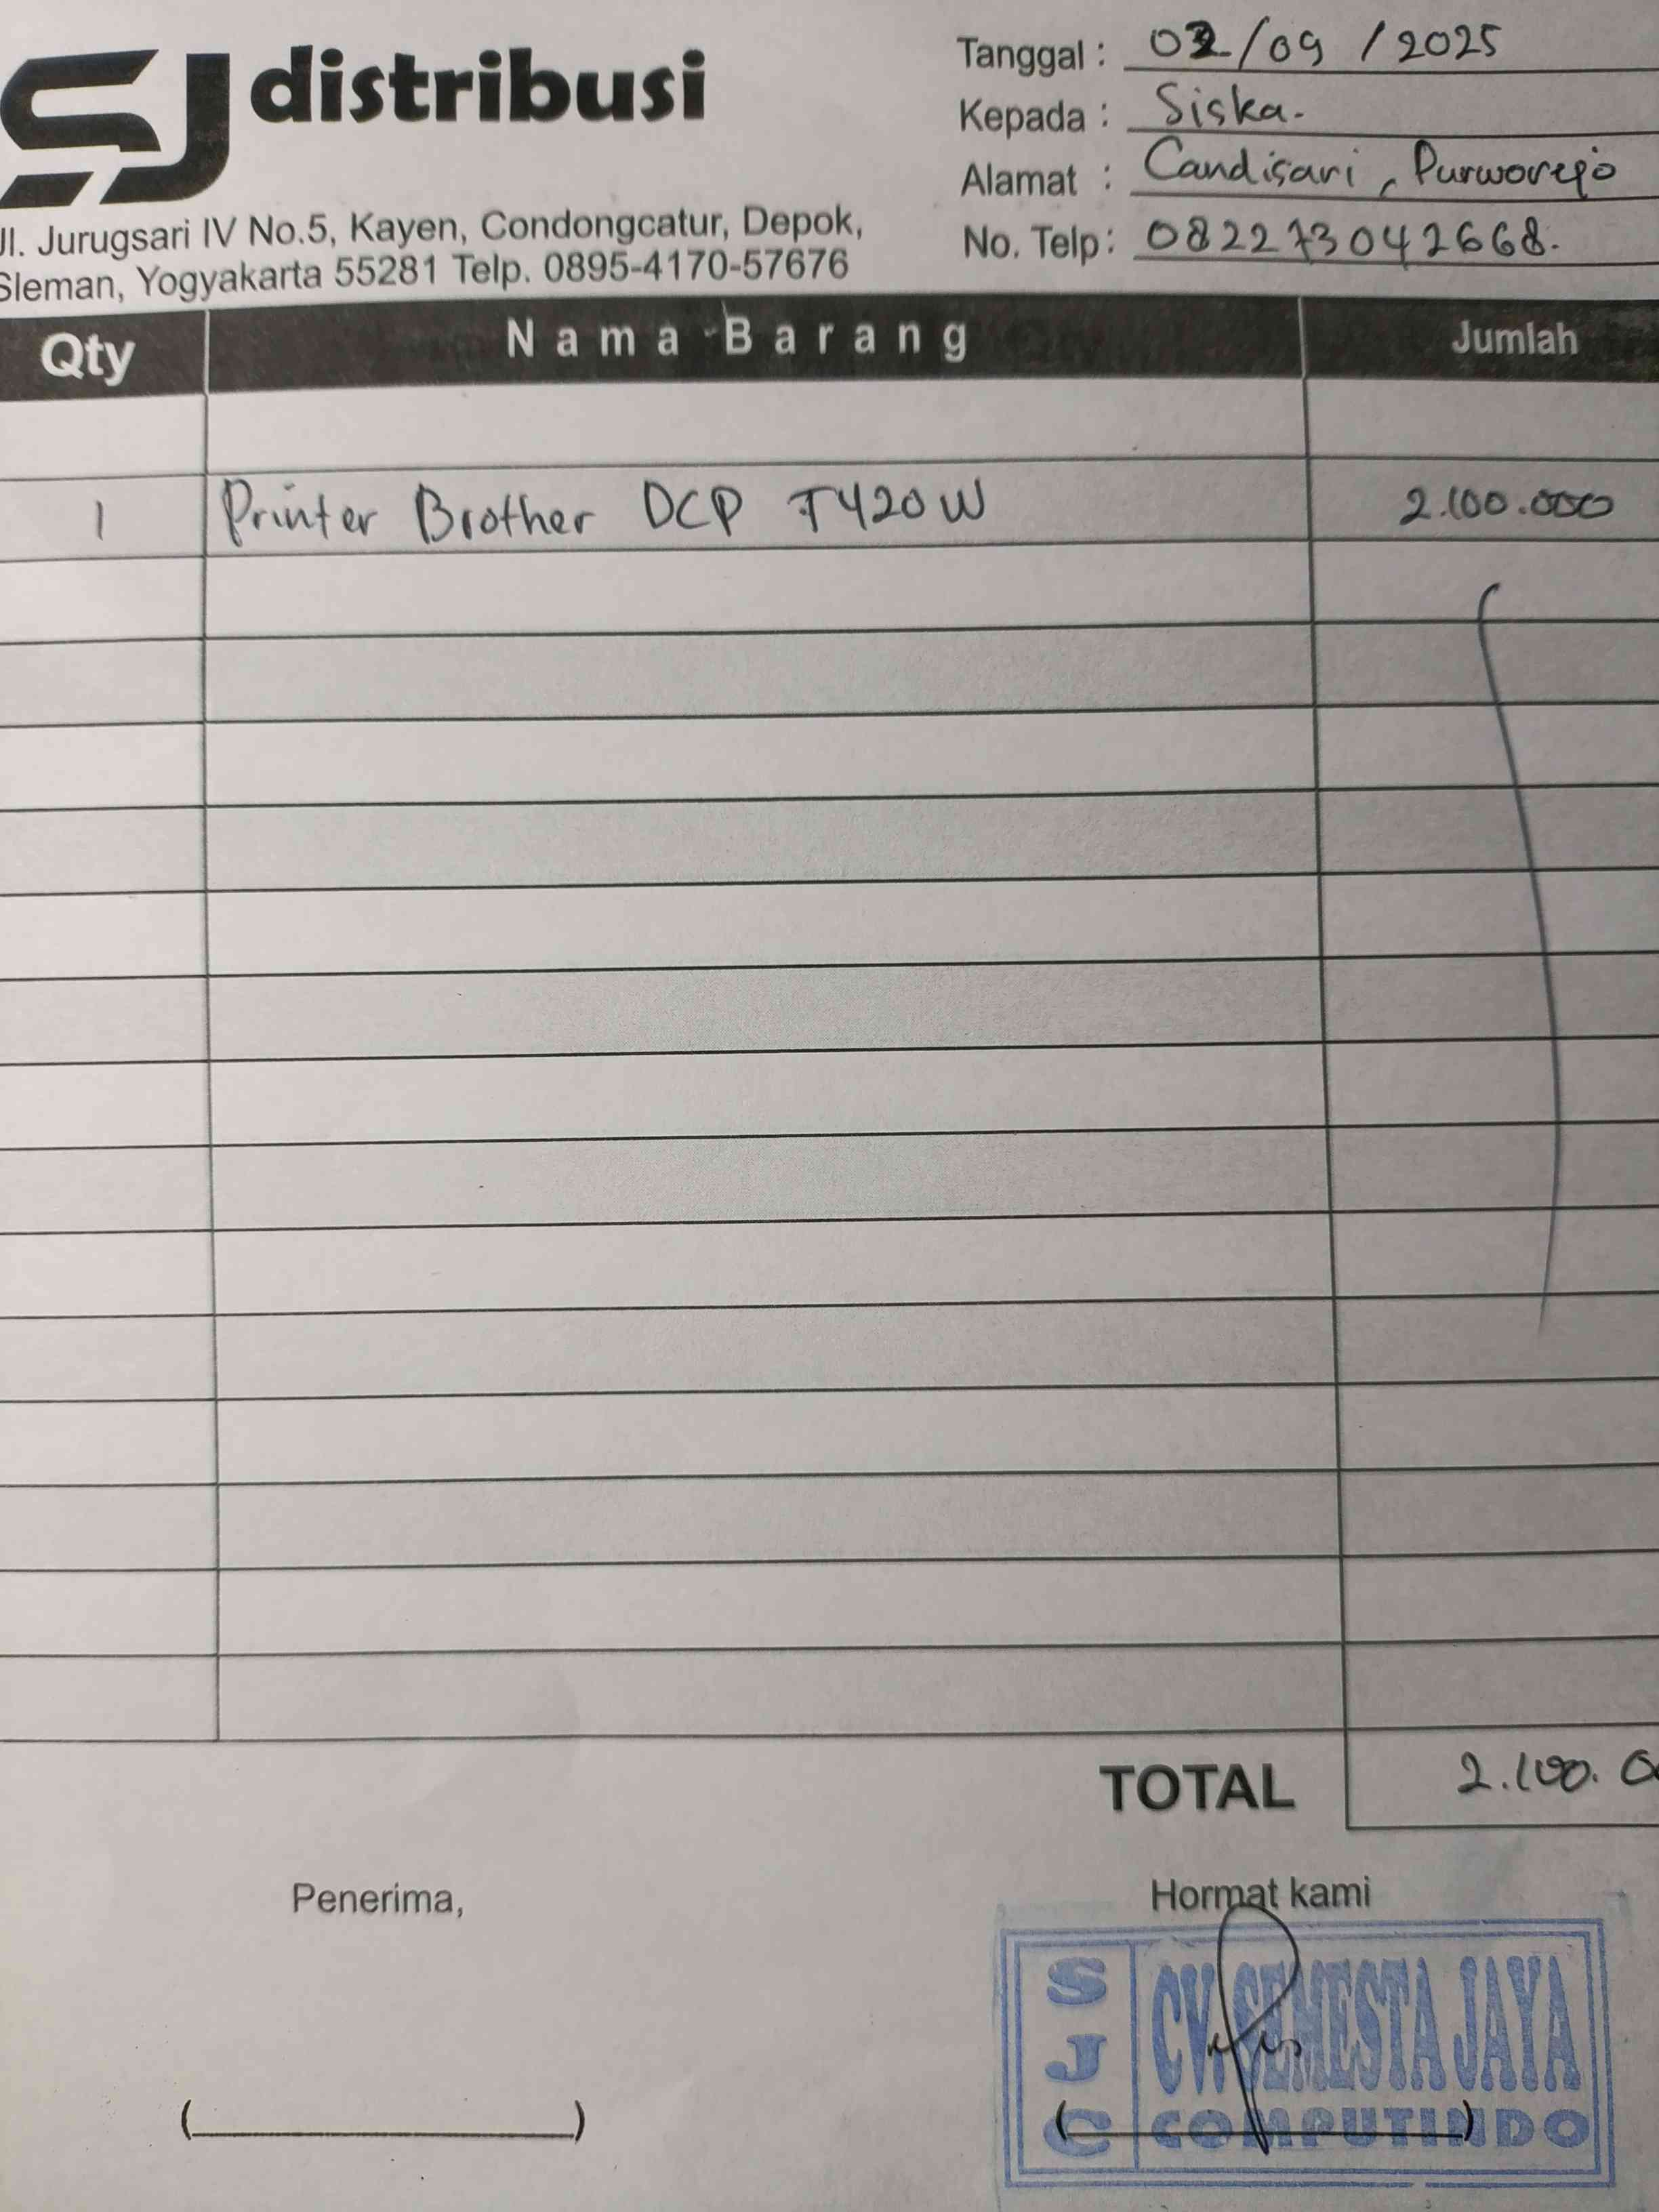 SJ distribusi
Jl. Jurugsari IV No.5, Kayen, Condongcatur, Depok,
Sleman, Yogyakarta 55281 Telp. 0895-4170-57676
Tanggal : 02/09/2025
Kepada : Siska.
Alamat : Candisari, Purworejo
No. Telp: 082273042668.
Qty Nama Barang Jumlah
1 Printer Brother DCP T420W 2.100.000
TOTAL 2.100.
Penerima,
Hormat kami
SJC
CV. SEMESTA JAYA
COMPUTINDO
( )
( )